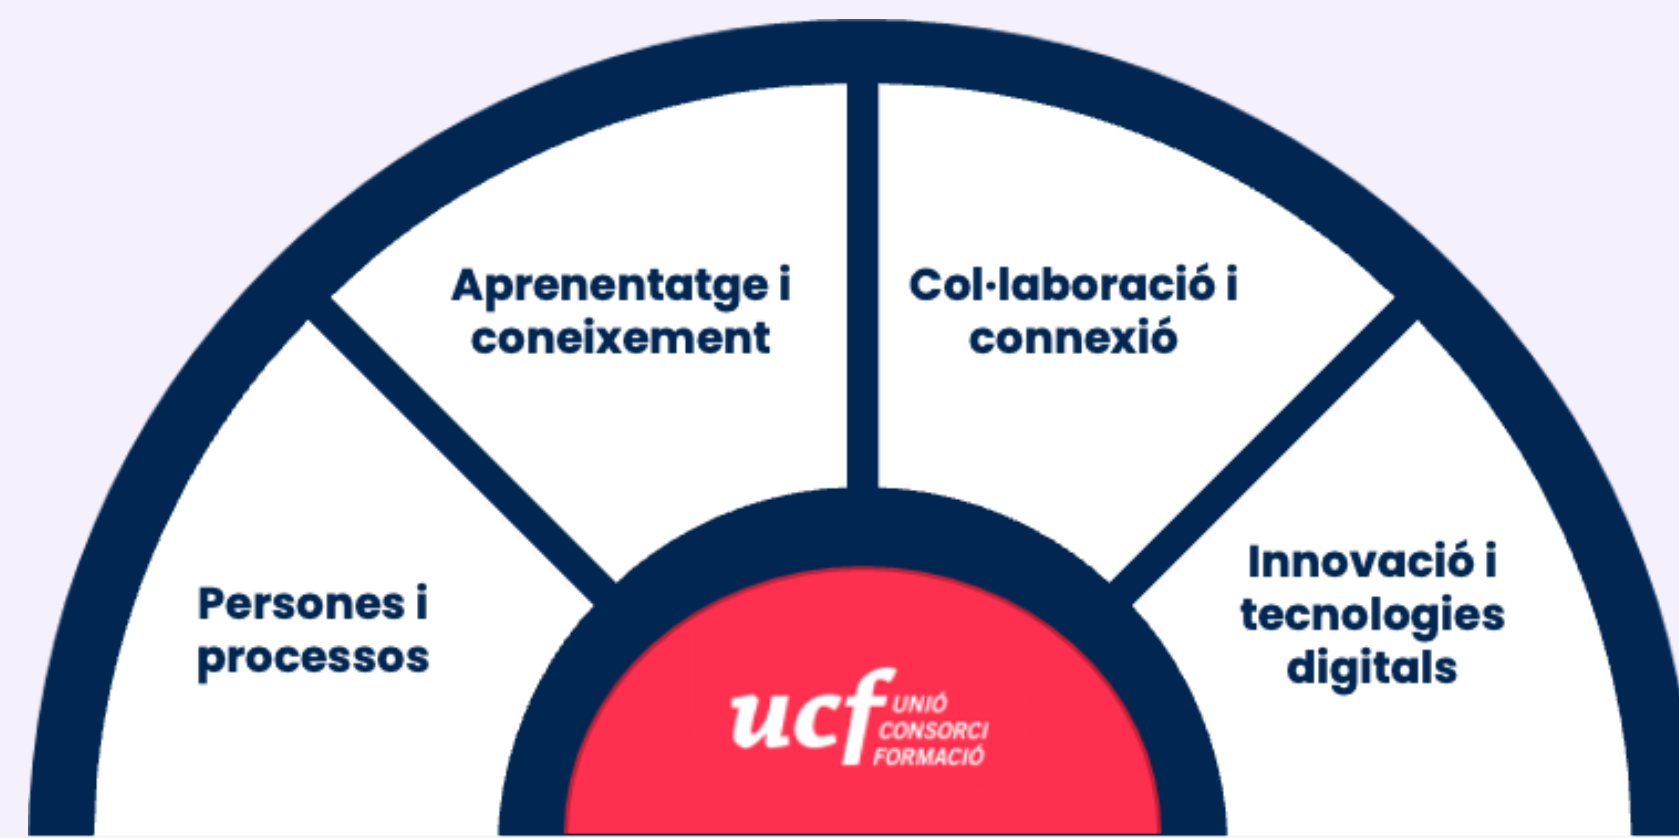 Aprenentatge i
coneixement
Col·laboració i
connexió
Persones i
processos
Innovació i
tecnologies
digitals
ucf
UNIÓ
CONSORCI
FORMACIÓ